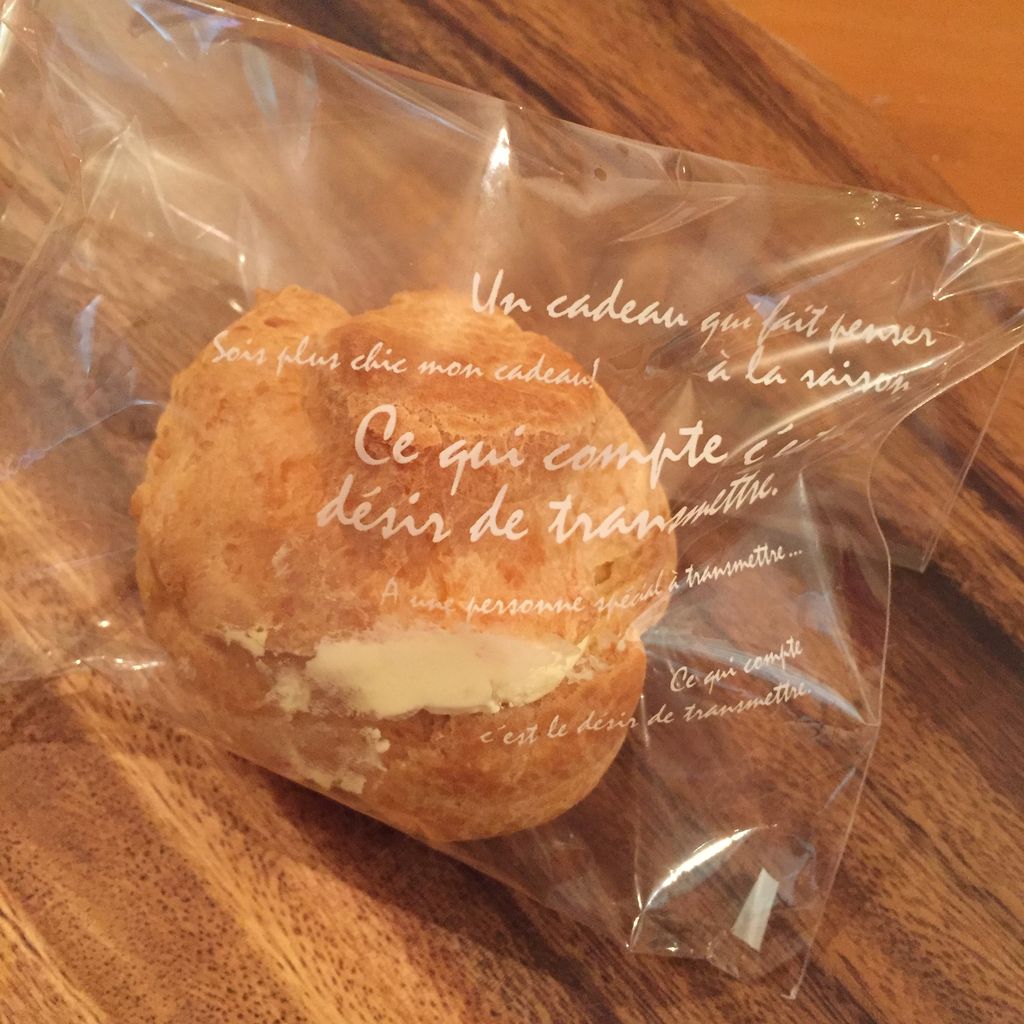 Un cadeau qui fait penser
à la saison
Sois plus chic mon cadeau!
Ce qui compte
désir de transmettre.
A une personne spécial à transmettre...
Ce qui compte
c'est le désir de transmettre.